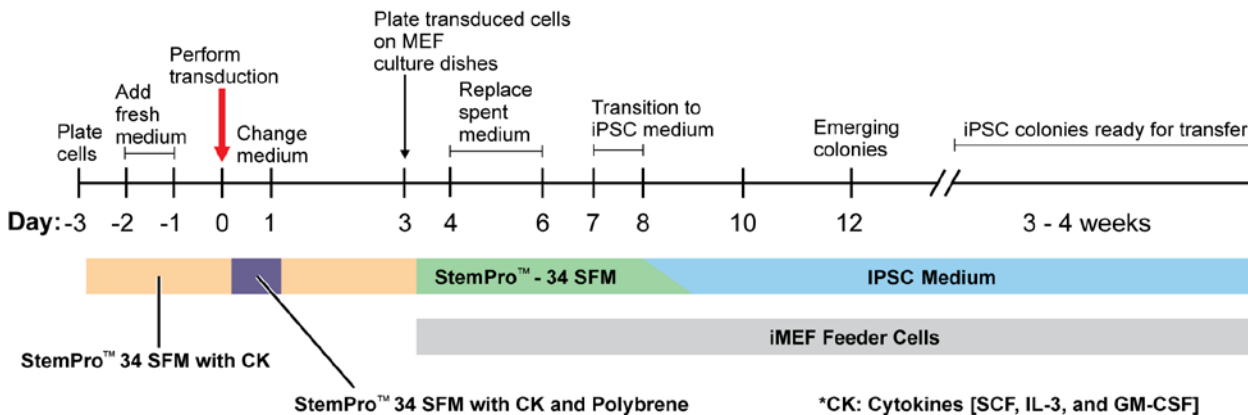 Plate transduced cells
on MEF
culture dishes
Perform
transduction
Add
fresh
medium
Replace
spent
medium
Transition to
iPSC medium
Plate
cells
Change
medium
Emerging
colonies
iPSC colonies ready for transfer
Day: -3 -2 -1 0 1 3 4 6 7 8 10 12 3 - 4 weeks
StemPro™ - 34 SFM
IPSC Medium
iMEF Feeder Cells
StemPro™ 34 SFM with CK
StemPro™ 34 SFM with CK and Polybrene
*CK: Cytokines [SCF, IL-3, and GM-CSF]